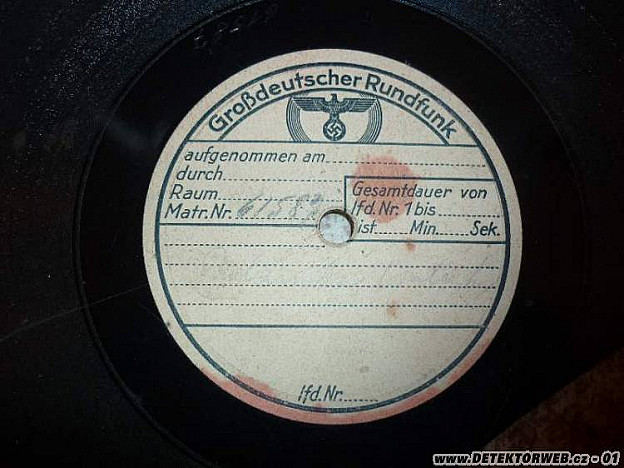 Großdeutscher Rundfunk
aufgenommen am
durch
Raum
Matr. Nr. 61583
Gesamtdauer von
lfd. Nr. 1 bis
ist Min. Sek.
lfd. Nr.
www.DETEKTORWEB.cz - 01